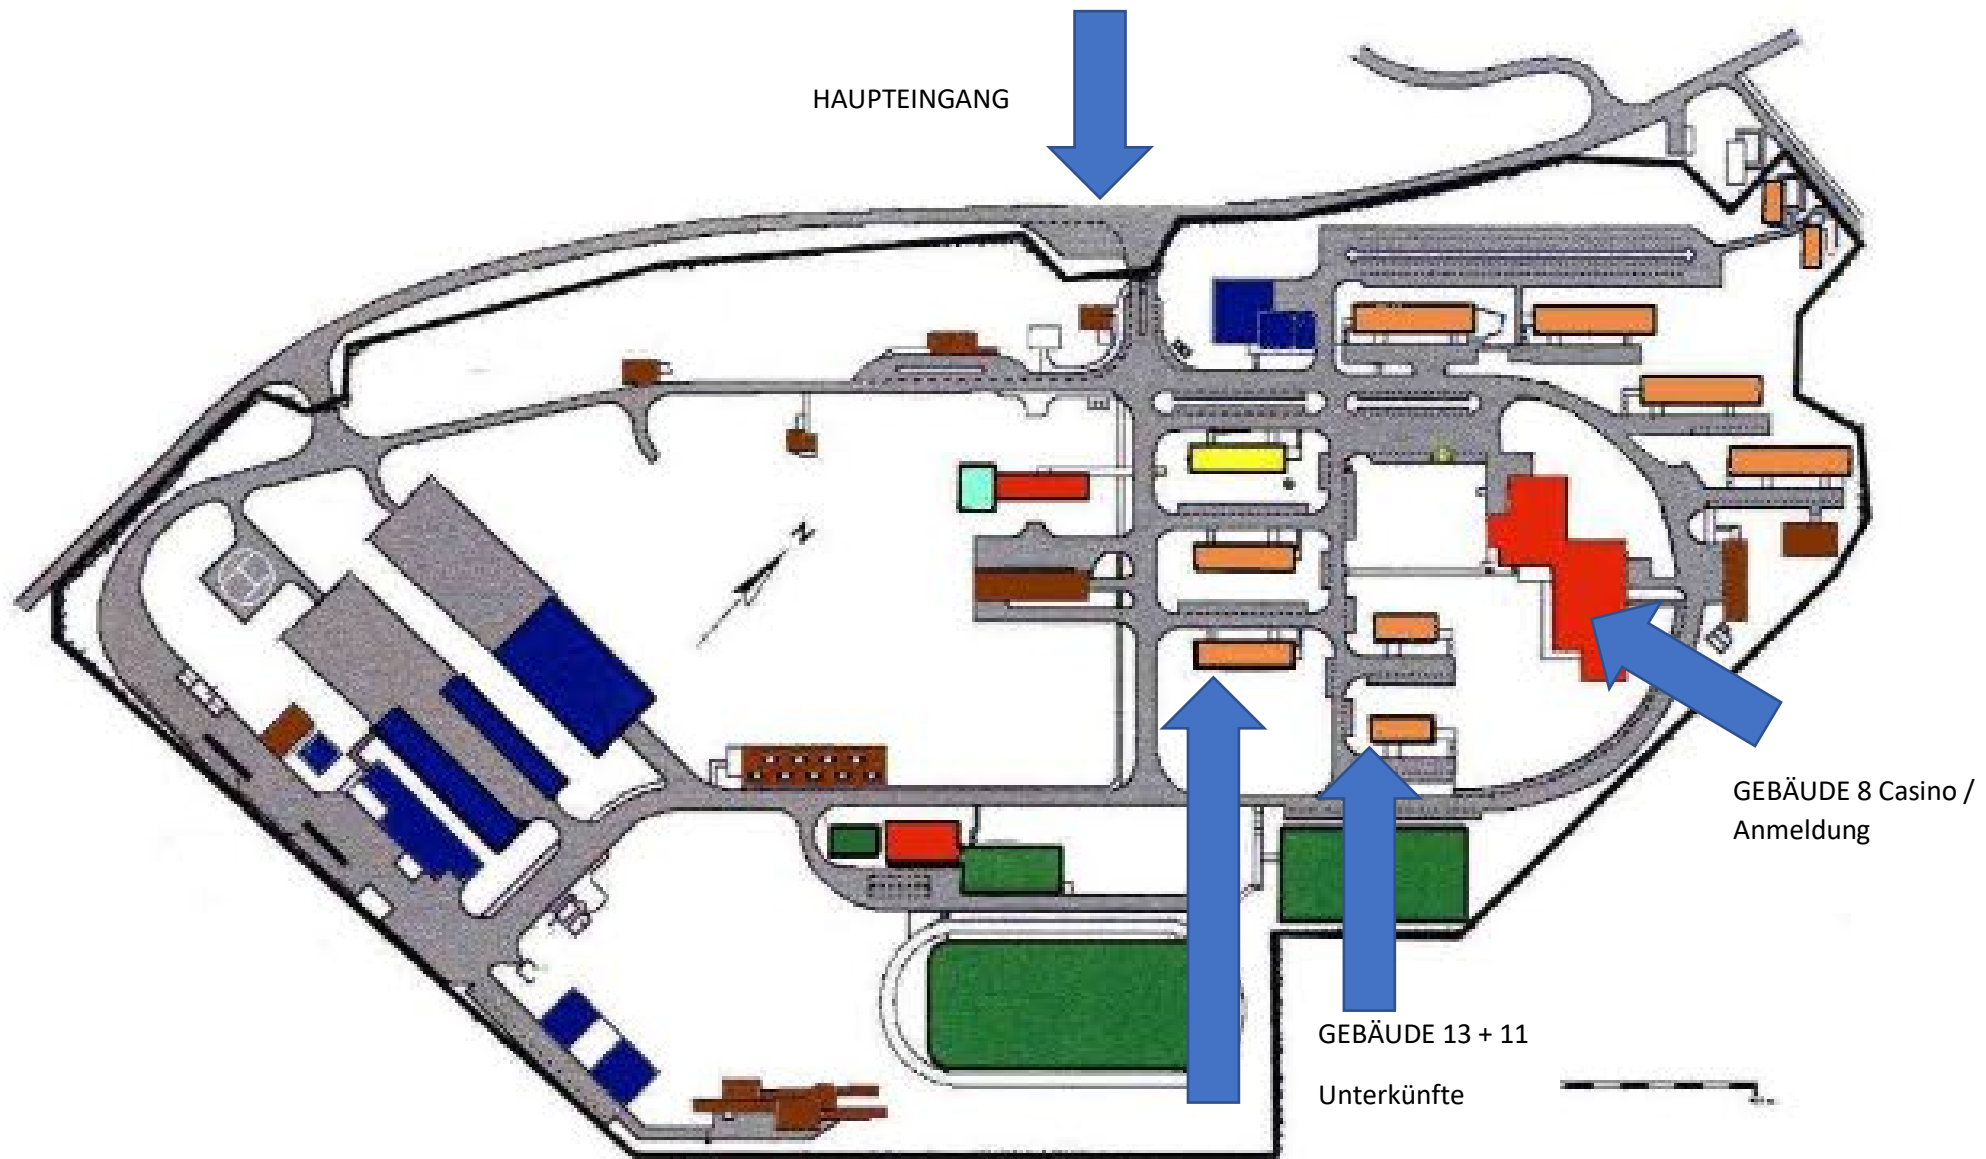 HAUPTEINGANG
N
GEBÄUDE 8 Casino /
Anmeldung
GEBÄUDE 13 + 11
Unterkünfte